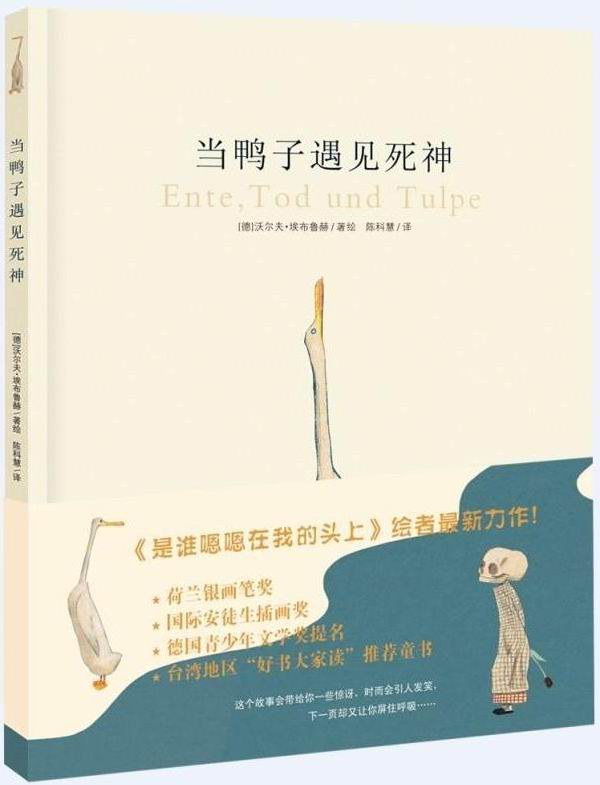 当鸭子遇见死神
Ente,Tod und Tulpe
[德]沃尔夫·埃布鲁赫/著绘 陈科慧/译
当鸭子遇见死神
[德]沃尔夫·埃布鲁赫/著绘 陈科慧/译
《是谁嗯嗯在我的头上》绘者最新力作!
★ 荷兰银画笔奖
★ 国际安徒生插画奖
★ 德国青少年文学奖提名
★ 台湾地区“好书大家读”推荐童书
这个故事会带给你一些惊讶、时而会引人发笑,
下一页却又让你屏住呼吸……